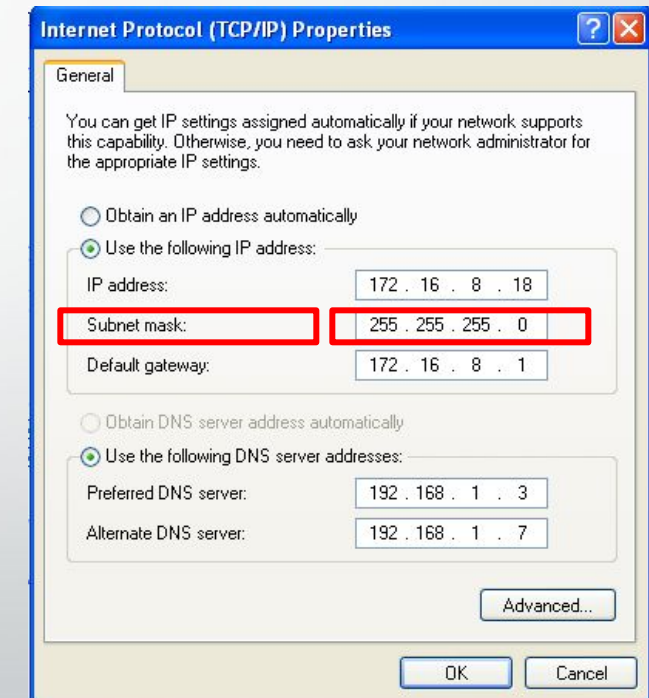 Internet Protocol (TCP/IP) Properties
General
You can get IP settings assigned automatically if your network supports
this capability. Otherwise, you need to ask your network administrator for
the appropriate IP settings.
Obtain an IP address automatically
Use the following IP address:
IP address: 172 . 16 . 8 . 18
Subnet mask: 255 . 255 . 255 . 0
Default gateway: 172 . 16 . 8 . 1
Obtain DNS server address automatically
Use the following DNS server addresses:
Preferred DNS server: 192 . 168 . 1 . 3
Alternate DNS server: 192 . 168 . 1 . 7
Advanced...
OK Cancel